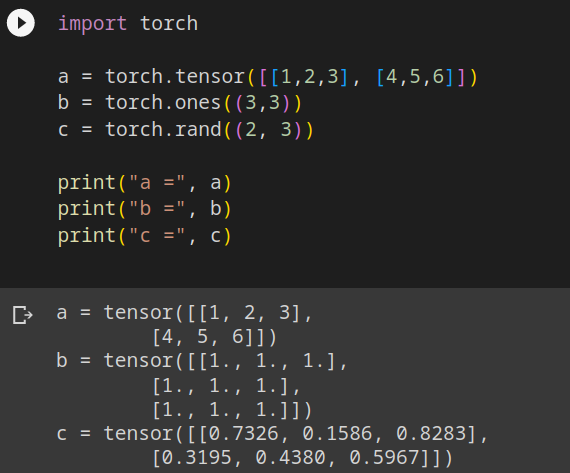 import torch
a = torch.tensor([[1,2,3], [4,5,6]])
b = torch.ones((3,3))
c = torch.rand((2, 3))
print("a =", a)
print("b =", b)
print("c =", c)
a = tensor([[1, 2, 3],
        [4, 5, 6]])
b = tensor([[1., 1., 1.],
        [1., 1., 1.],
        [1., 1., 1.]])
c = tensor([[0.7326, 0.1586, 0.8283],
        [0.3195, 0.4380, 0.5967]])